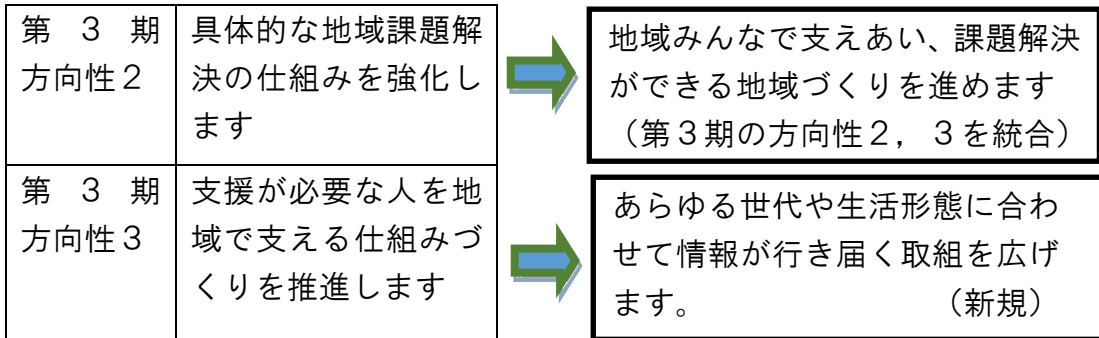 第　3　期
方向性２
具体的な地域課題解
決の仕組みを強化し
ます
地域みんなで支えあい、課題解決
ができる地域づくりを進めます
（第３期の方向性２，３を統合）
第　3　期
方向性３
支援が必要な人を地
域で支える仕組みづ
くりを推進します
あらゆる世代や生活形態に合わ
せて情報が行き届く取組を広げ
ます。　　　　　　　（新規）